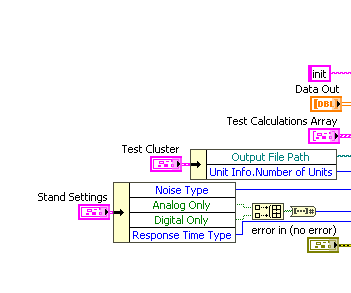 init
Data Out
DBL
Test Calculations Array
Test Cluster
Output File Path
Unit Info.Number of Units
Stand Settings
Noise Type
Analog Only
Digital Only
Response Time Type
error in (no error)